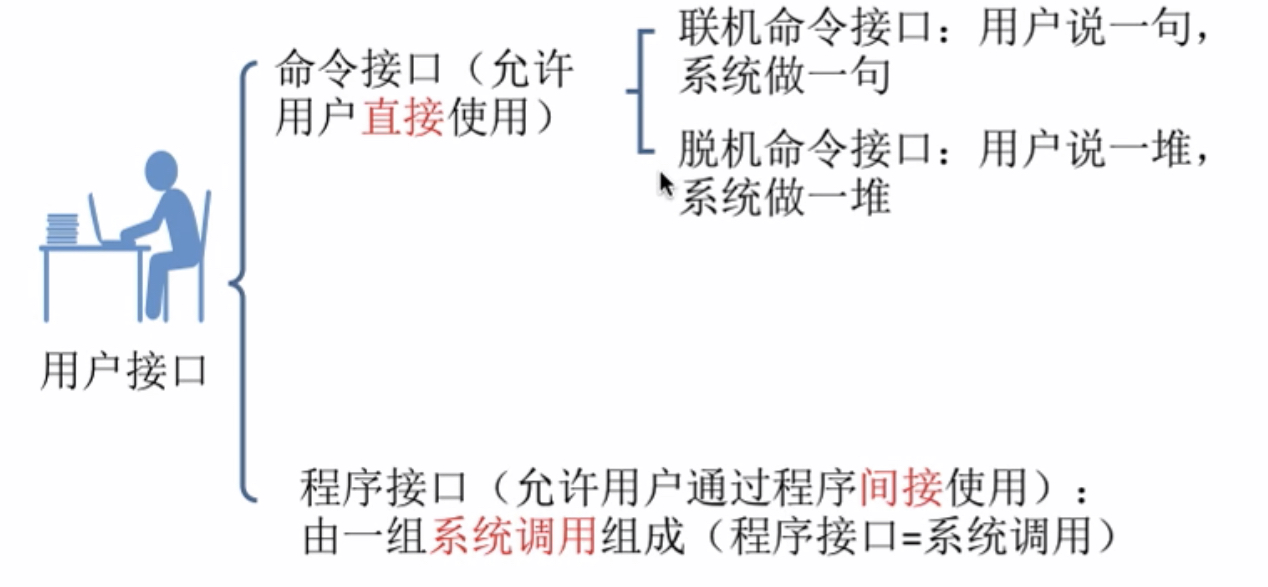 命令接口（允许
用户直接使用）
联机命令接口：用户说一句，
系统做一句
脱机命令接口：用户说一堆，
系统做一堆
用户接口
程序接口（允许用户通过程序间接使用）：
由一组系统调用组成（程序接口=系统调用）